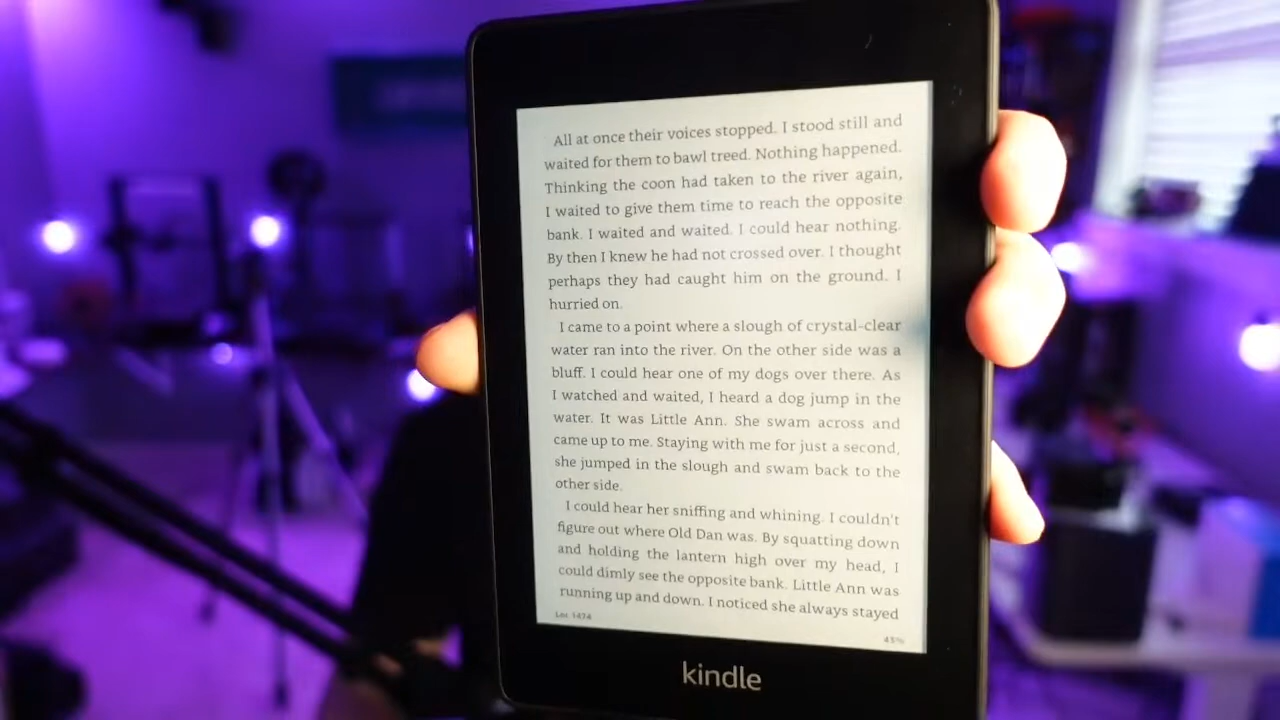 All at once their voices stopped. I stood still and
waited for them to bawl treed. Nothing happened.
Thinking the coon had taken to the river again,
I waited to give them time to reach the opposite
bank. I waited and waited. I could hear nothing.
By then I knew he had not crossed over. I thought
perhaps they had caught him on the ground. I
hurried on.
I came to a point where a slough of crystal-clear
water ran into the river. On the other side was a
bluff. I could hear one of my dogs over there. As
I watched and waited, I heard a dog jump in the
water. It was Little Ann. She swam across and
came up to me. Staying with me for just a second,
she jumped in the slough and swam back to the
other side.
I could hear her sniffing and whining. I couldn't
figure out where Old Dan was. By squatting down
and holding the lantern high over my head, I
could dimly see the opposite bank. Little Ann was
running up and down. I noticed she always stayed
Loc 1474
45%
kindle